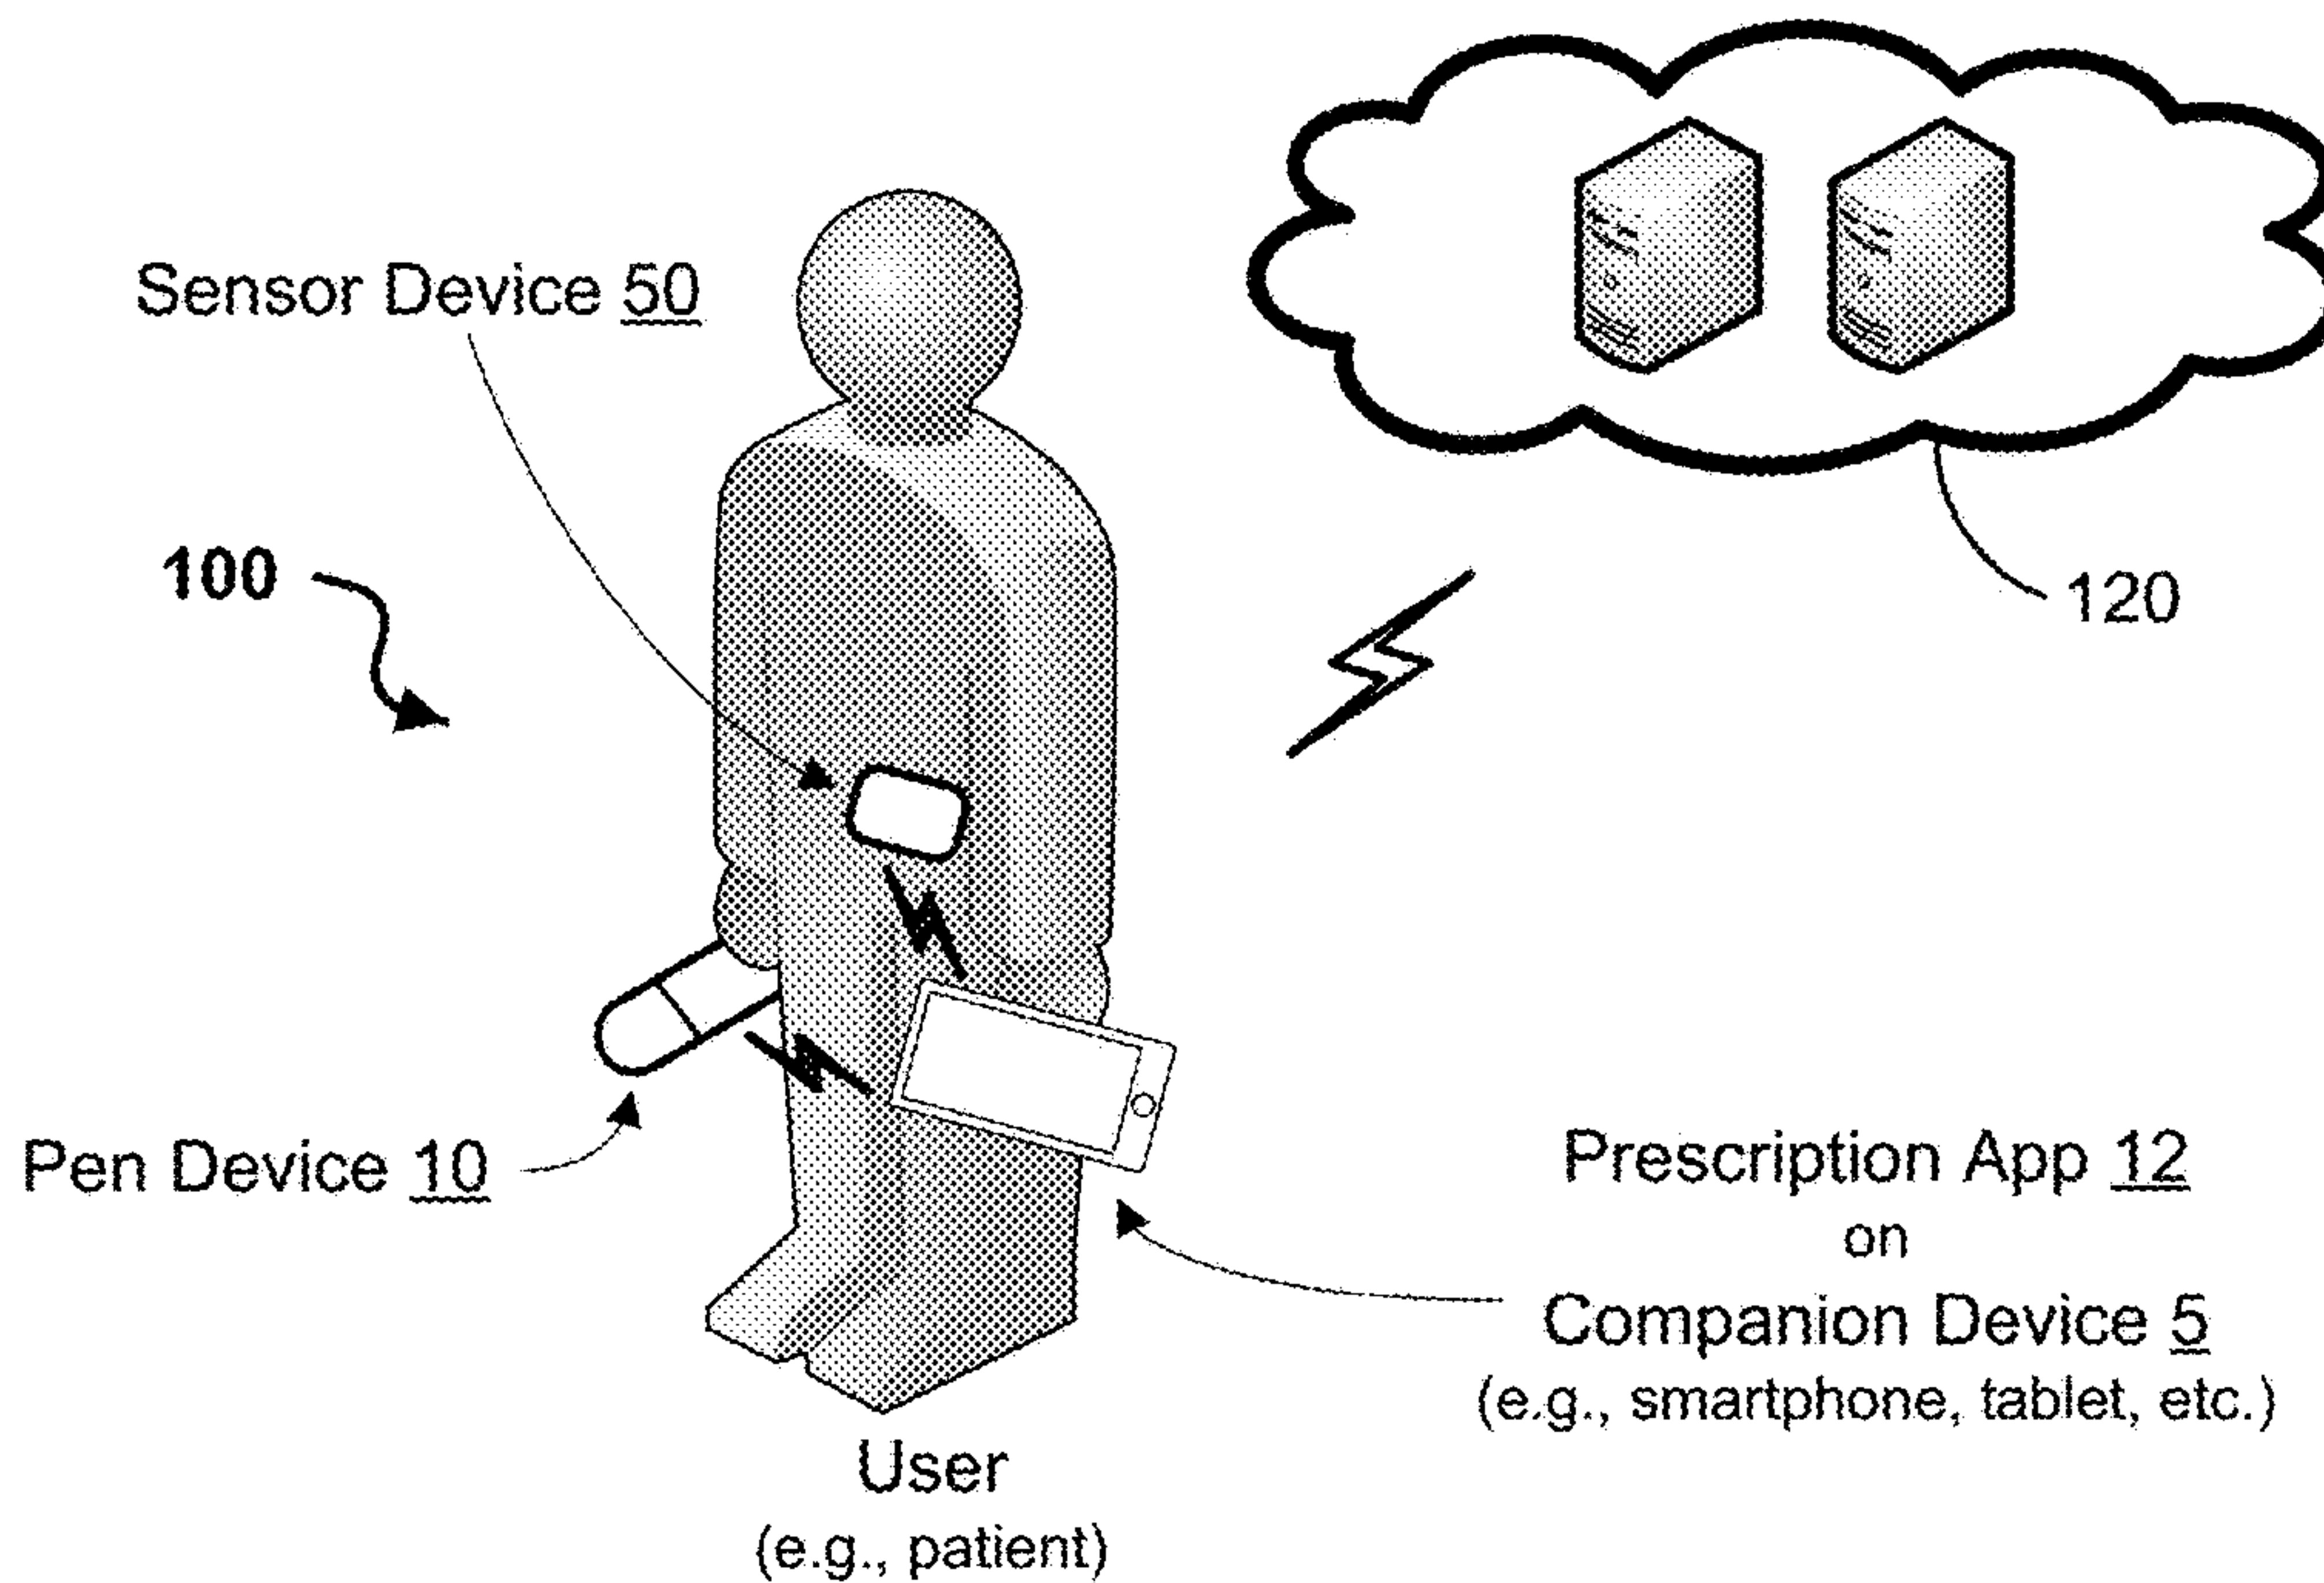 Sensor Device 50
100
120
Pen Device 10
Prescription App 12
on
Companion Device 5
(e.g., smartphone, tablet, etc.)
User
(e.g., patient)